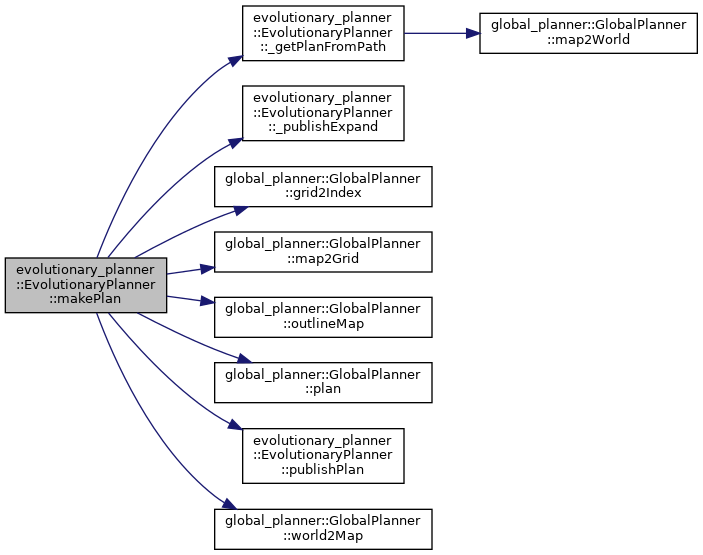 evolutionary_planner
::EvolutionaryPlanner
::_getPlanFromPath
global_planner::GlobalPlanner
::map2World
evolutionary_planner
::EvolutionaryPlanner
::_publishExpand
global_planner::GlobalPlanner
::grid2Index
global_planner::GlobalPlanner
::map2Grid
evolutionary_planner
::EvolutionaryPlanner
::makePlan
global_planner::GlobalPlanner
::outlineMap
global_planner::GlobalPlanner
::plan
evolutionary_planner
::EvolutionaryPlanner
::publishPlan
global_planner::GlobalPlanner
::world2Map